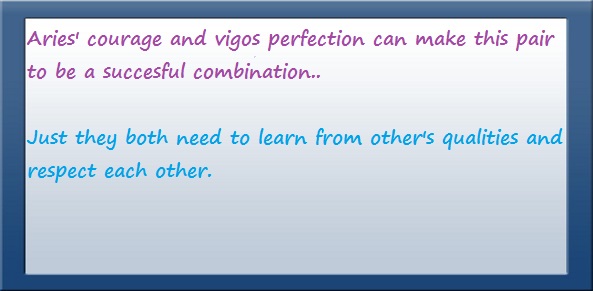 Aries' courage and vigos perfection can make this pair
to be a succesful combination..
Just they both need to learn from other's qualities and
respect each other.